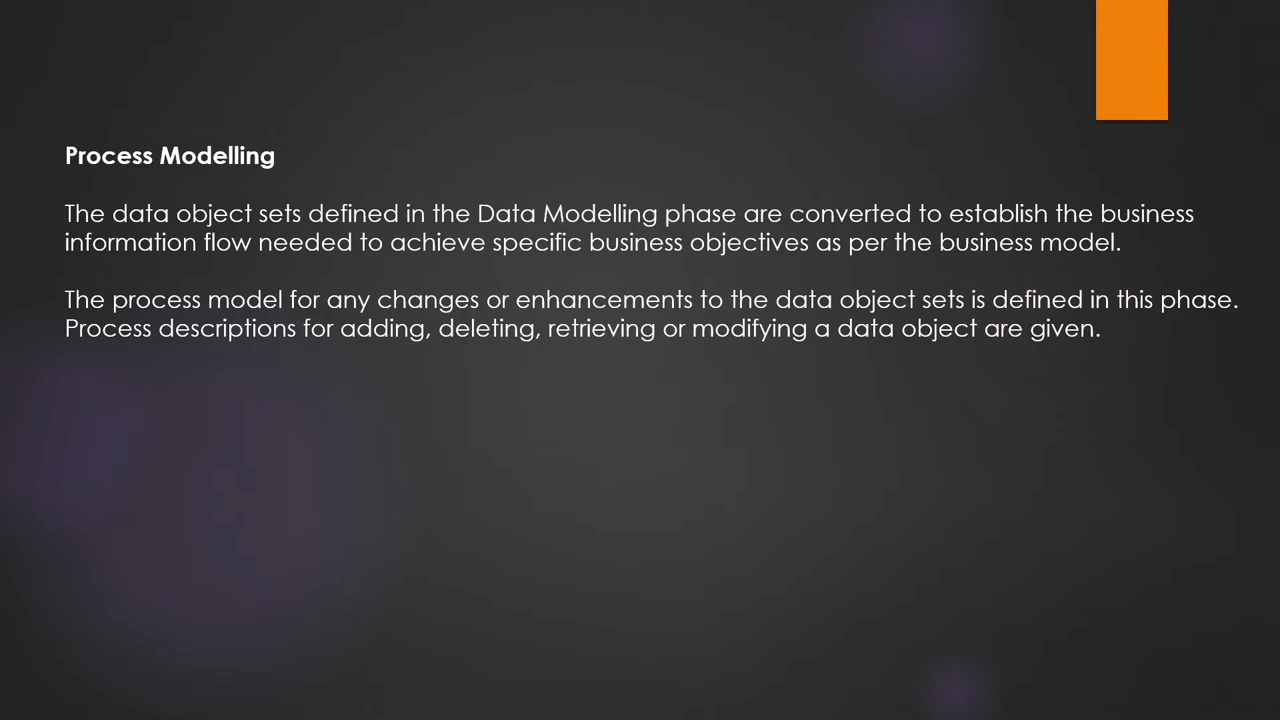 Process Modelling
The data object sets defined in the Data Modelling phase are converted to establish the business
information flow needed to achieve specific business objectives as per the business model.
The process model for any changes or enhancements to the data object sets is defined in this phase.
Process descriptions for adding, deleting, retrieving or modifying a data object are given.